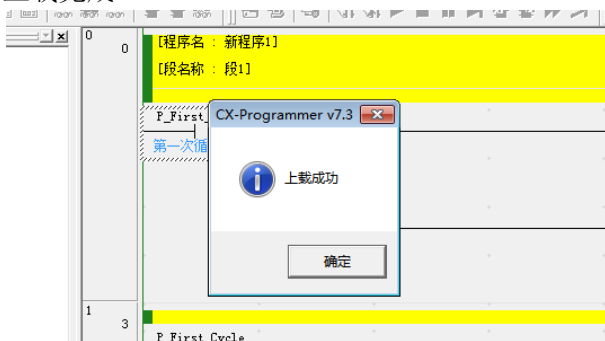 0
0
[程序名 : 新程序1]
[段名称 : 段1]
P_First_
第一次循
CX-Programmer v7.3
上载成功
确定
1
3
P_First_Cycle